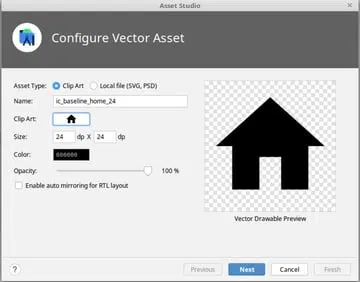 Asset Studio
Configure Vector Asset
Asset Type: Clip Art Local file (SVG, PSD)
Name: ic_baseline_home_24
Clip Art:
Size: 24 dp X 24 dp
Color: 000000
Opacity: 100 %
Enable auto mirroring for RTL layout
Vector Drawable Preview
? Previous Next Cancel Finish